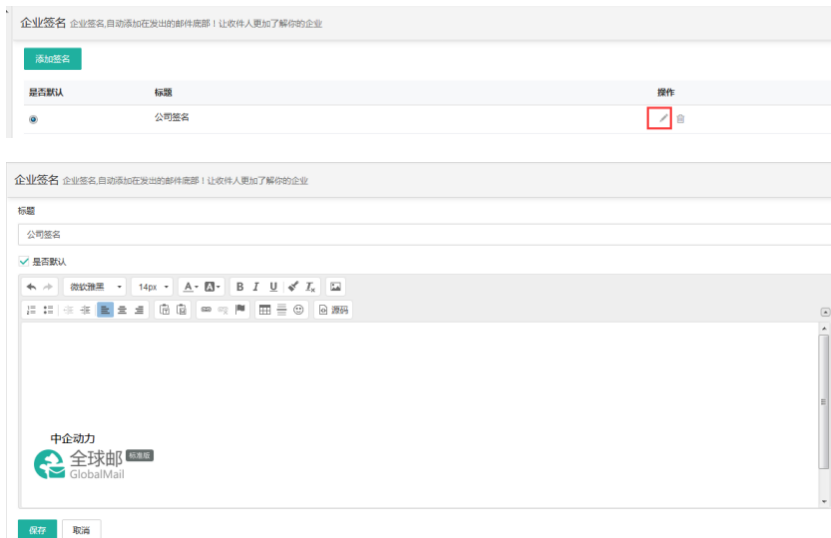 企业签名 企业签名,自动添加在发出的邮件底部！让收件人更加了解你的企业
添加签名
是否默认 标题 操作
公司签名
企业签名 企业签名,自动添加在发出的邮件底部！让收件人更加了解你的企业
标题
公司签名
是否默认
微软雅黑 14px A A B I U Tx
源码
中企动力
全球邮 标准版
GlobalMail
保存 取消